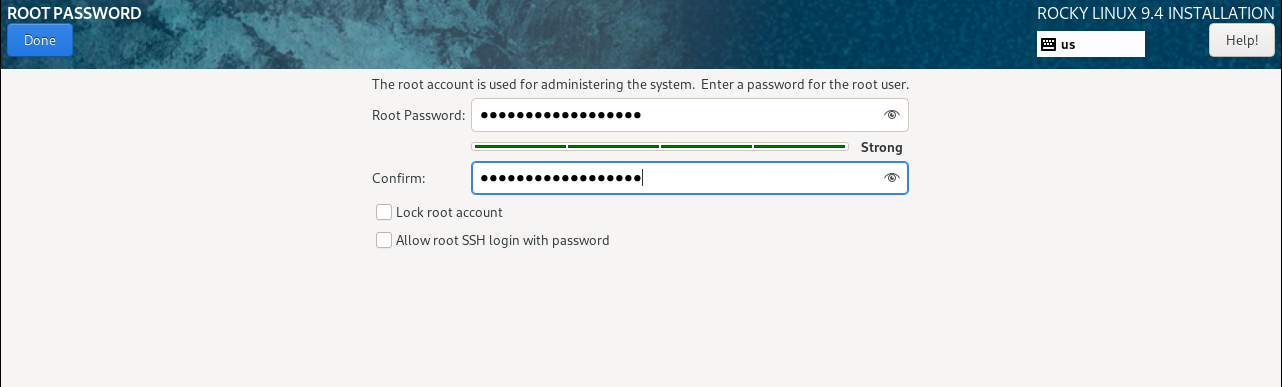 ROOT PASSWORD
ROCKY LINUX 9.4 INSTALLATION
Done
us
Help!
The root account is used for administering the system.  Enter a password for the root user.
Root Password: ●●●●●●●●●●●●●●●●●●
Strong
Confirm: ●●●●●●●●●●●●●●●●●●
Lock root account
Allow root SSH login with password